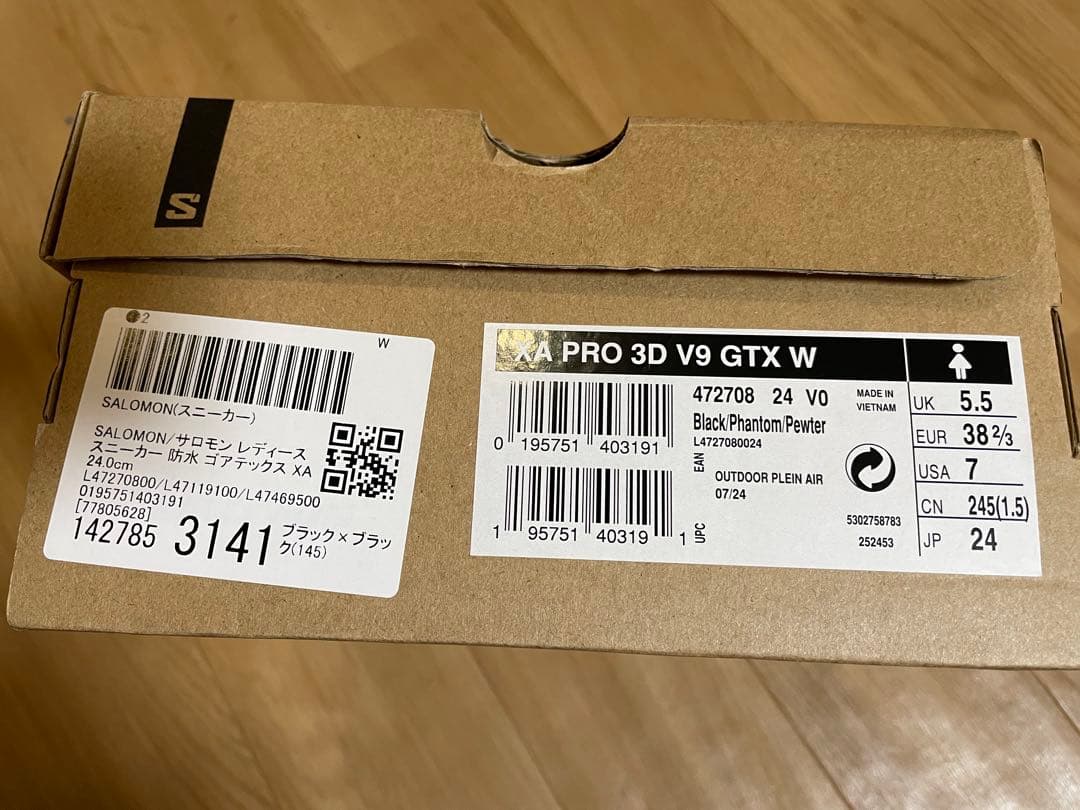 S
2
W
SALOMON(スニーカー)
SALOMON/サロモン レディース
スニーカー 防水 ゴアテックス XA
24.0cm
L47270800/L47119100/L47469500
0195751403191
[77805628]
142785 3141 ブラック×ブラッ
ク(145)
XA PRO 3D V9 GTX W
0 195751 403191
EAN
1 95751 40319 1
UPC
472708 24 V0
Black/Phantom/Pewter
L4727080024
OUTDOOR PLEIN AIR
07/24
MADE IN
VIETNAM
5302758783
252453
UK 5.5
EUR 38 2/3
USA 7
CN 245(1.5)
JP 24